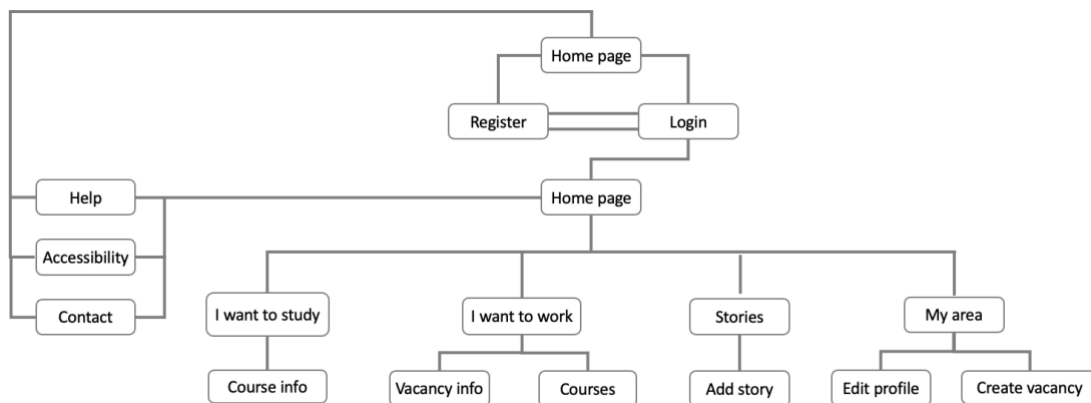 Home page
Register
Login
Help
Home page
Accessibility
Contact
I want to study
I want to work
Stories
My area
Course info
Vacancy info
Courses
Add story
Edit profile
Create vacancy